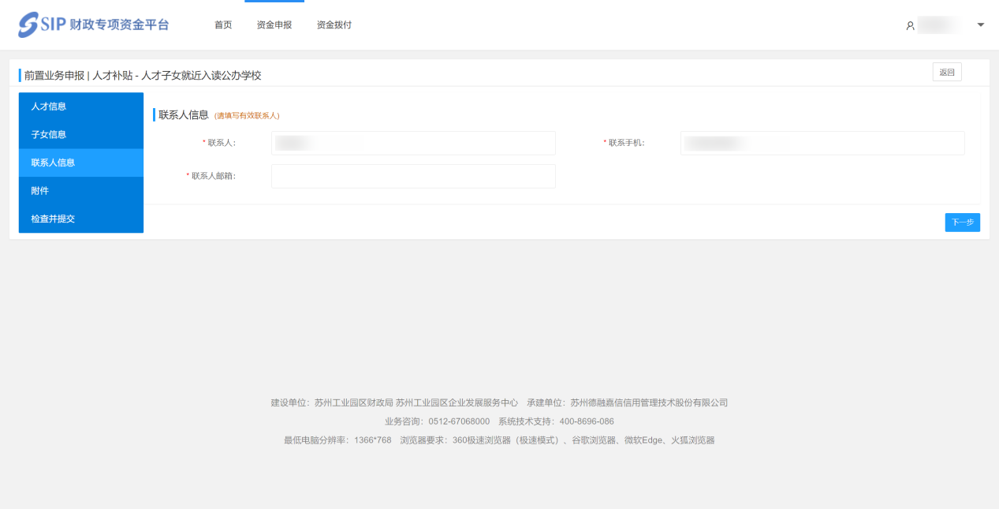 SIP 财政专项资金平台 首页 资金申报 资金拨付
前置业务申报 | 人才补贴 - 人才子女就近入读公办学校 返回
人才信息
子女信息
联系人信息
附件
检查并提交
联系人信息 (请填写有效联系人)
* 联系人: * 联系手机:
* 联系人邮箱:
下一步
建设单位：苏州工业园区财政局 苏州工业园区企业发展服务中心 承建单位：苏州德融嘉信信用管理技术股份有限公司
业务咨询：0512-67068000 系统技术支持：400-8696-086
最低电脑分辨率：1366*768 浏览器要求：360极速浏览器（极速模式）、谷歌浏览器、微软Edge、火狐浏览器